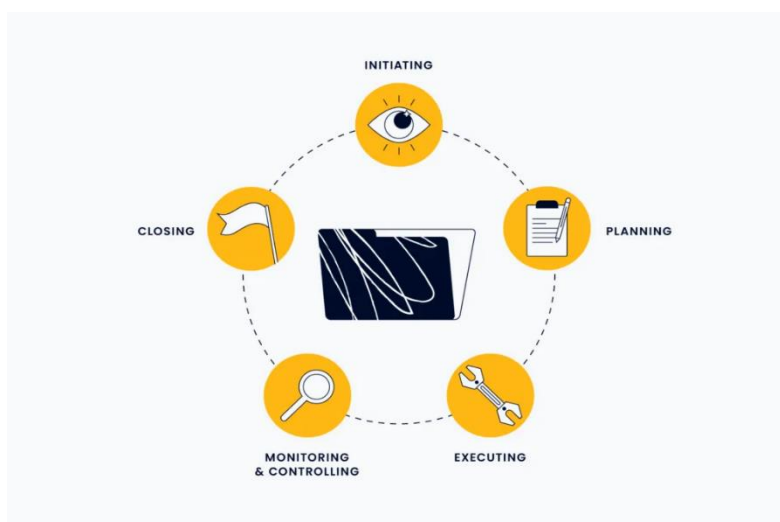 INITIATING
PLANNING
EXECUTING
MONITORING
& CONTROLLING
CLOSING